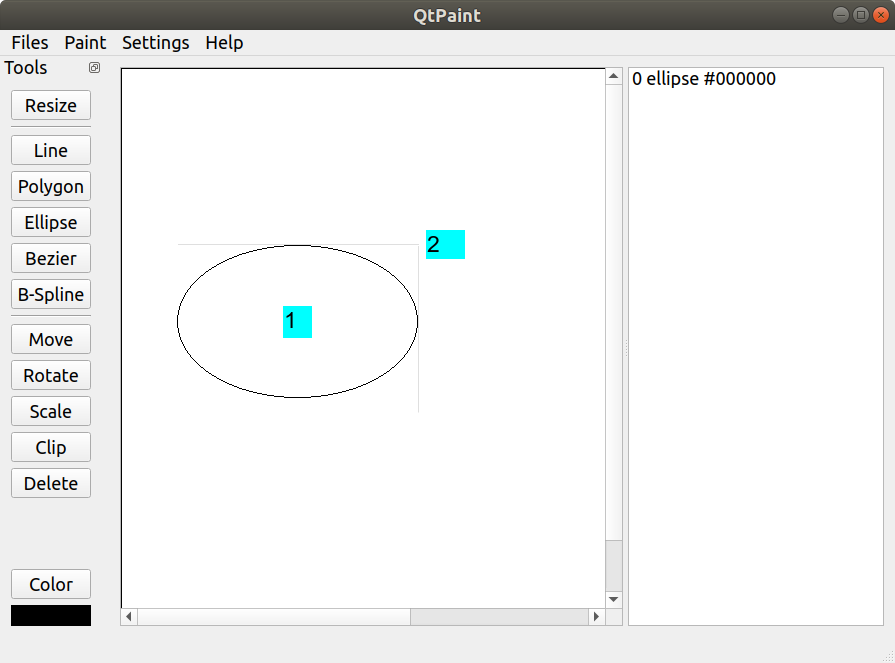 QtPaint
Files Paint Settings Help
Tools
Resize
Line
Polygon
Ellipse
Bezier
B-Spline
Move
Rotate
Scale
Clip
Delete
Color
2
1
0 ellipse #000000